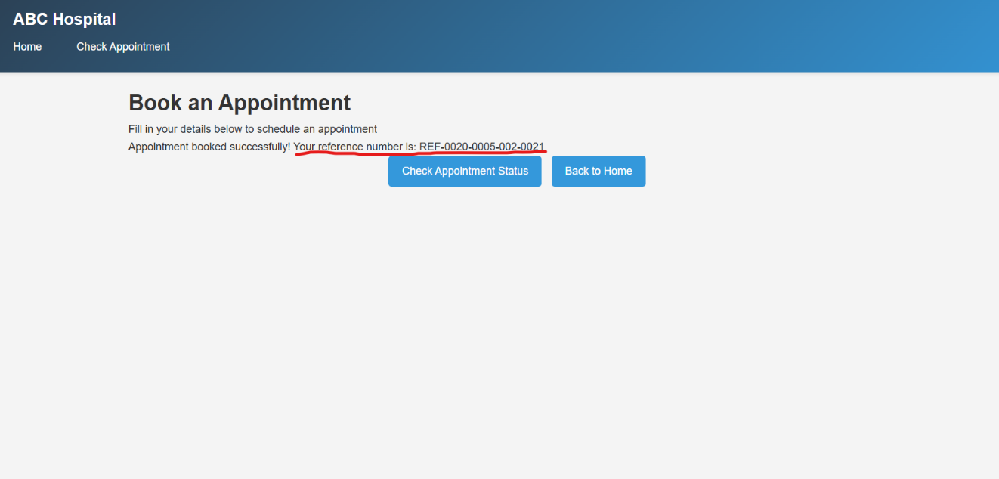 ABC Hospital
Home Check Appointment
Book an Appointment
Fill in your details below to schedule an appointment
Appointment booked successfully! Your reference number is: REF-0020-0005-002-0021
Check Appointment Status Back to Home